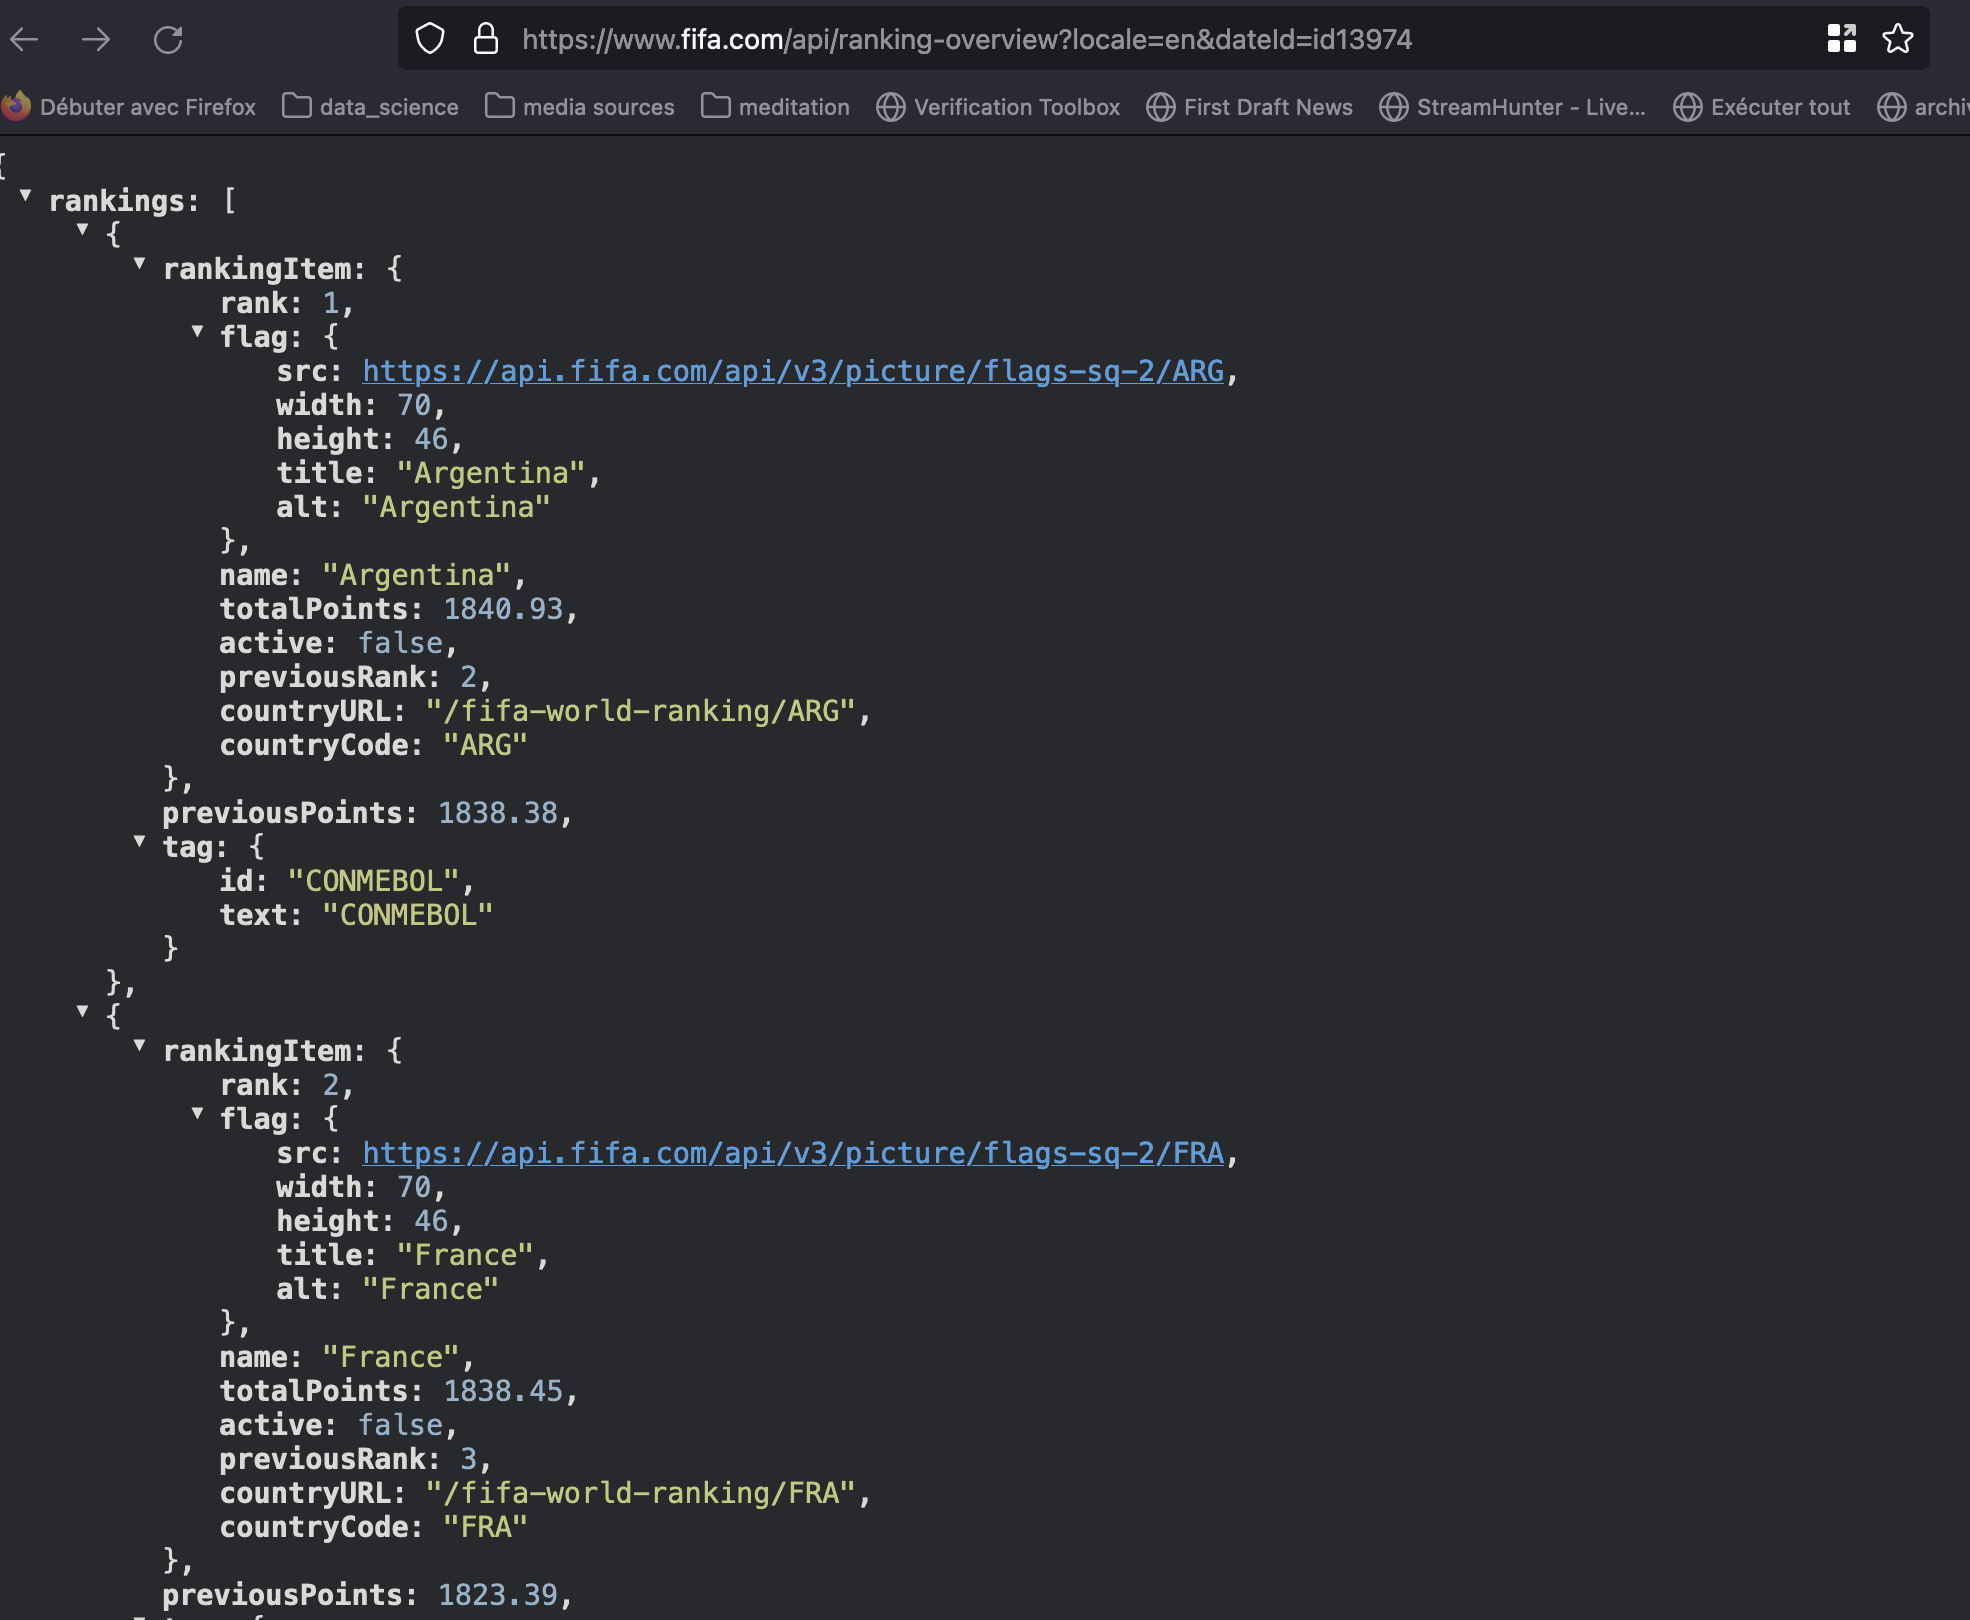 https://www.fifa.com/api/ranking-overview?locale=en&dateId=id13974
Débuter avec Firefox data_science media sources meditation Verification Toolbox First Draft News StreamHunter - Live... Exécuter tout archi
{
rankings: [
{
rankingItem: {
rank: 1,
flag: {
src: https://api.fifa.com/api/v3/picture/flags-sq-2/ARG,
width: 70,
height: 46,
title: "Argentina",
alt: "Argentina"
},
name: "Argentina",
totalPoints: 1840.93,
active: false,
previousRank: 2,
countryURL: "/fifa-world-ranking/ARG",
countryCode: "ARG"
},
previousPoints: 1838.38,
tag: {
id: "CONMEBOL",
text: "CONMEBOL"
}
},
{
rankingItem: {
rank: 2,
flag: {
src: https://api.fifa.com/api/v3/picture/flags-sq-2/FRA,
width: 70,
height: 46,
title: "France",
alt: "France"
},
name: "France",
totalPoints: 1838.45,
active: false,
previousRank: 3,
countryURL: "/fifa-world-ranking/FRA",
countryCode: "FRA"
},
previousPoints: 1823.39,